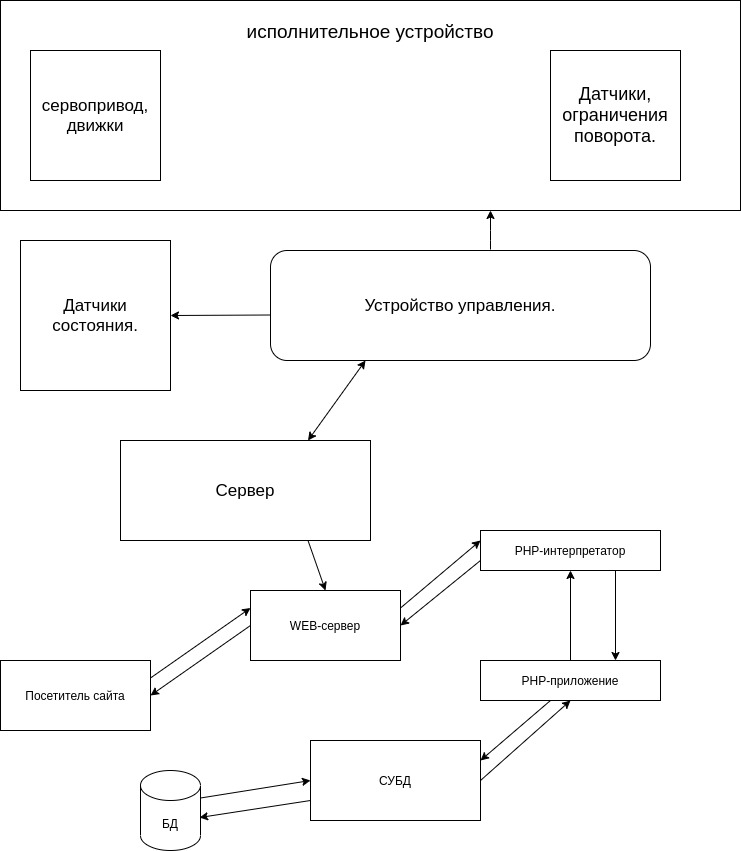 исполнительное устройство
сервопривод,
движки
Датчики,
ограничения
поворота.
Датчики
состояния.
Устройство управления.
Сервер
PHP-интерпретатор
WEB-сервер
Посетитель сайта
PHP-приложение
СУБД
БД